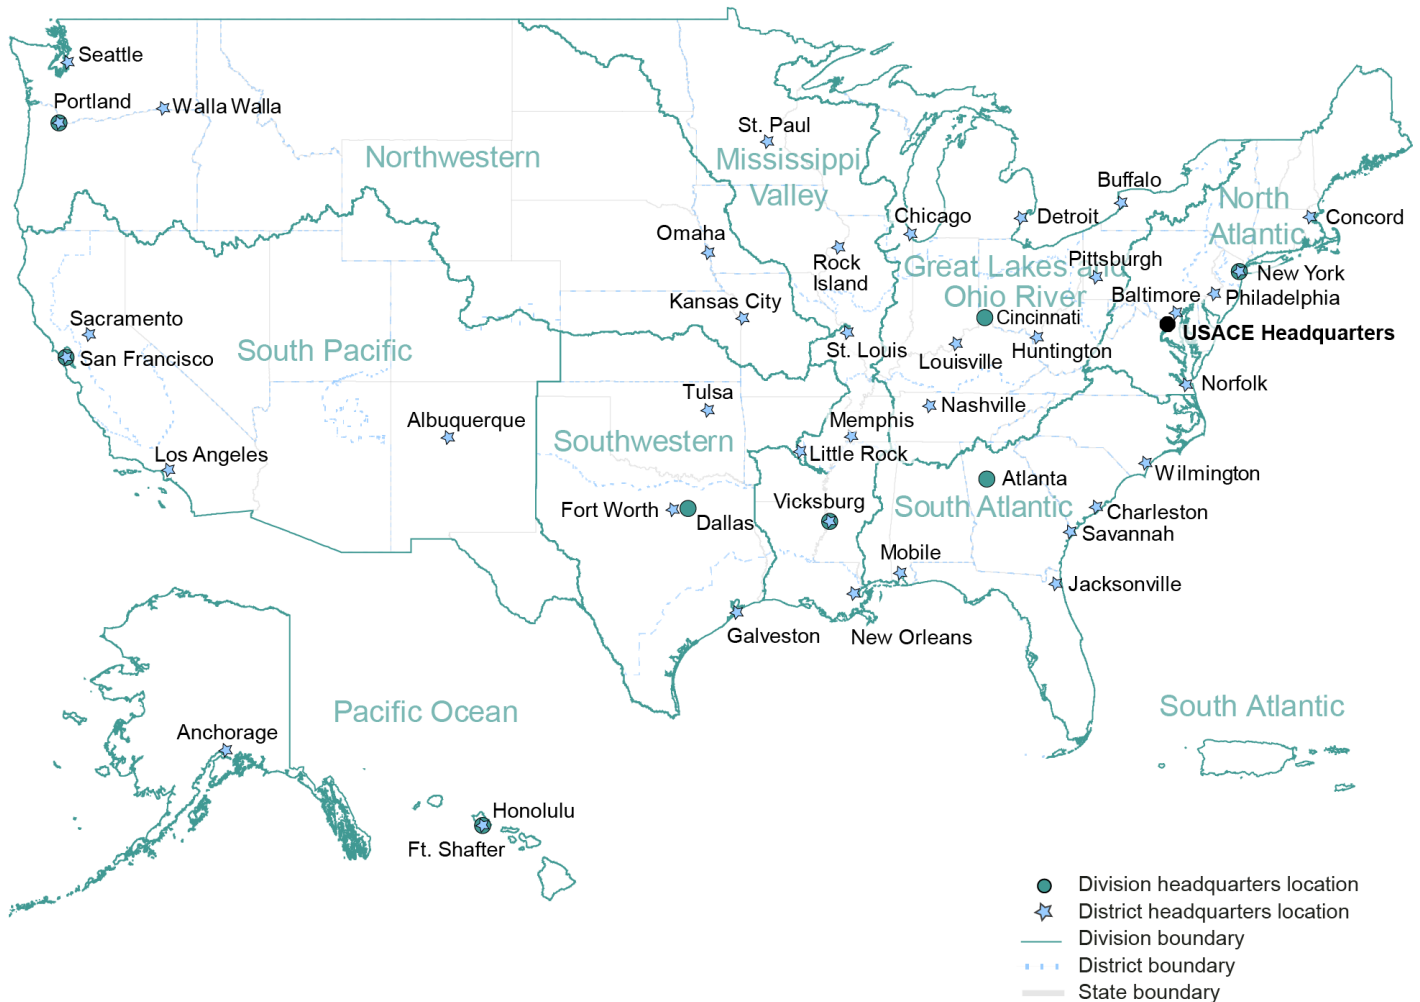 Seattle
Portland
Walla Walla
Northwestern
St. Paul
Mississippi
Valley
Buffalo
North
Atlantic
Chicago
Detroit
Concord
Omaha
Rock
Island
Great Lakes and
Ohio River
Pittsburgh
New York
Baltimore
Philadelphia
Kansas City
Cincinnati
USACE Headquarters
Sacramento
San Francisco
South Pacific
St. Louis
Louisville
Huntington
Norfolk
Tulsa
Nashville
Albuquerque
Memphis
Southwestern
Los Angeles
Little Rock
Wilmington
Atlanta
South Atlantic
Fort Worth
Dallas
Vicksburg
Charleston
Savannah
Mobile
Jacksonville
Galveston
New Orleans
Pacific Ocean
South Atlantic
Anchorage
Honolulu
Ft. Shafter
Division headquarters location
District headquarters location
Division boundary
District boundary
State boundary